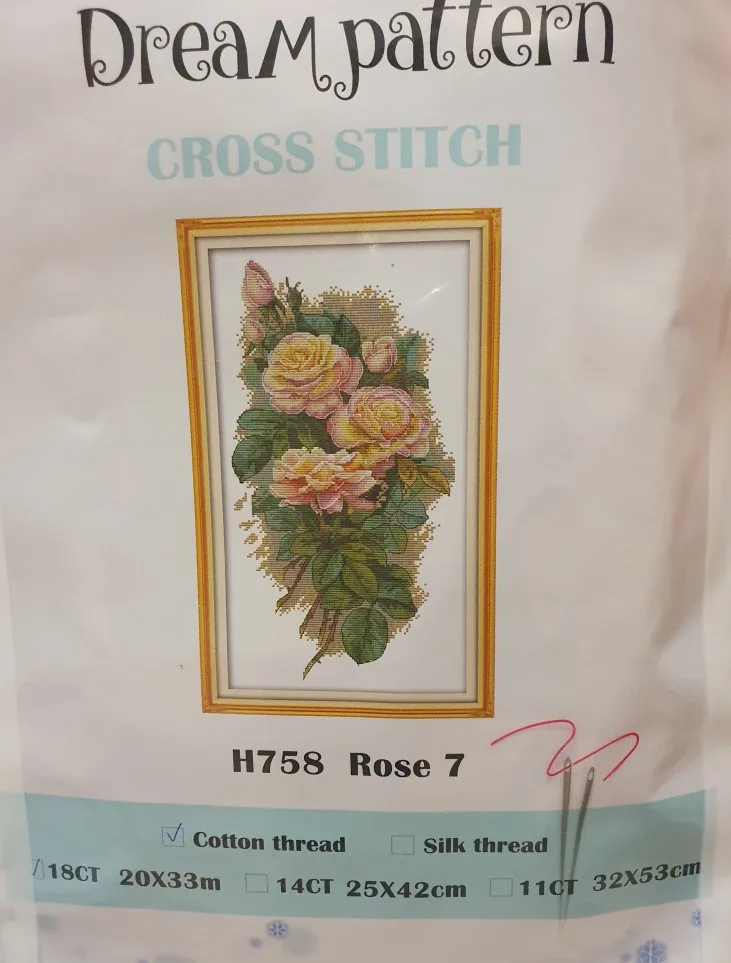 Dream pattern
CROSS STITCH
H758 Rose 7
Cotton thread Silk thread
18CT 20X33m 14CT 25X42cm 11CT 32X53cm